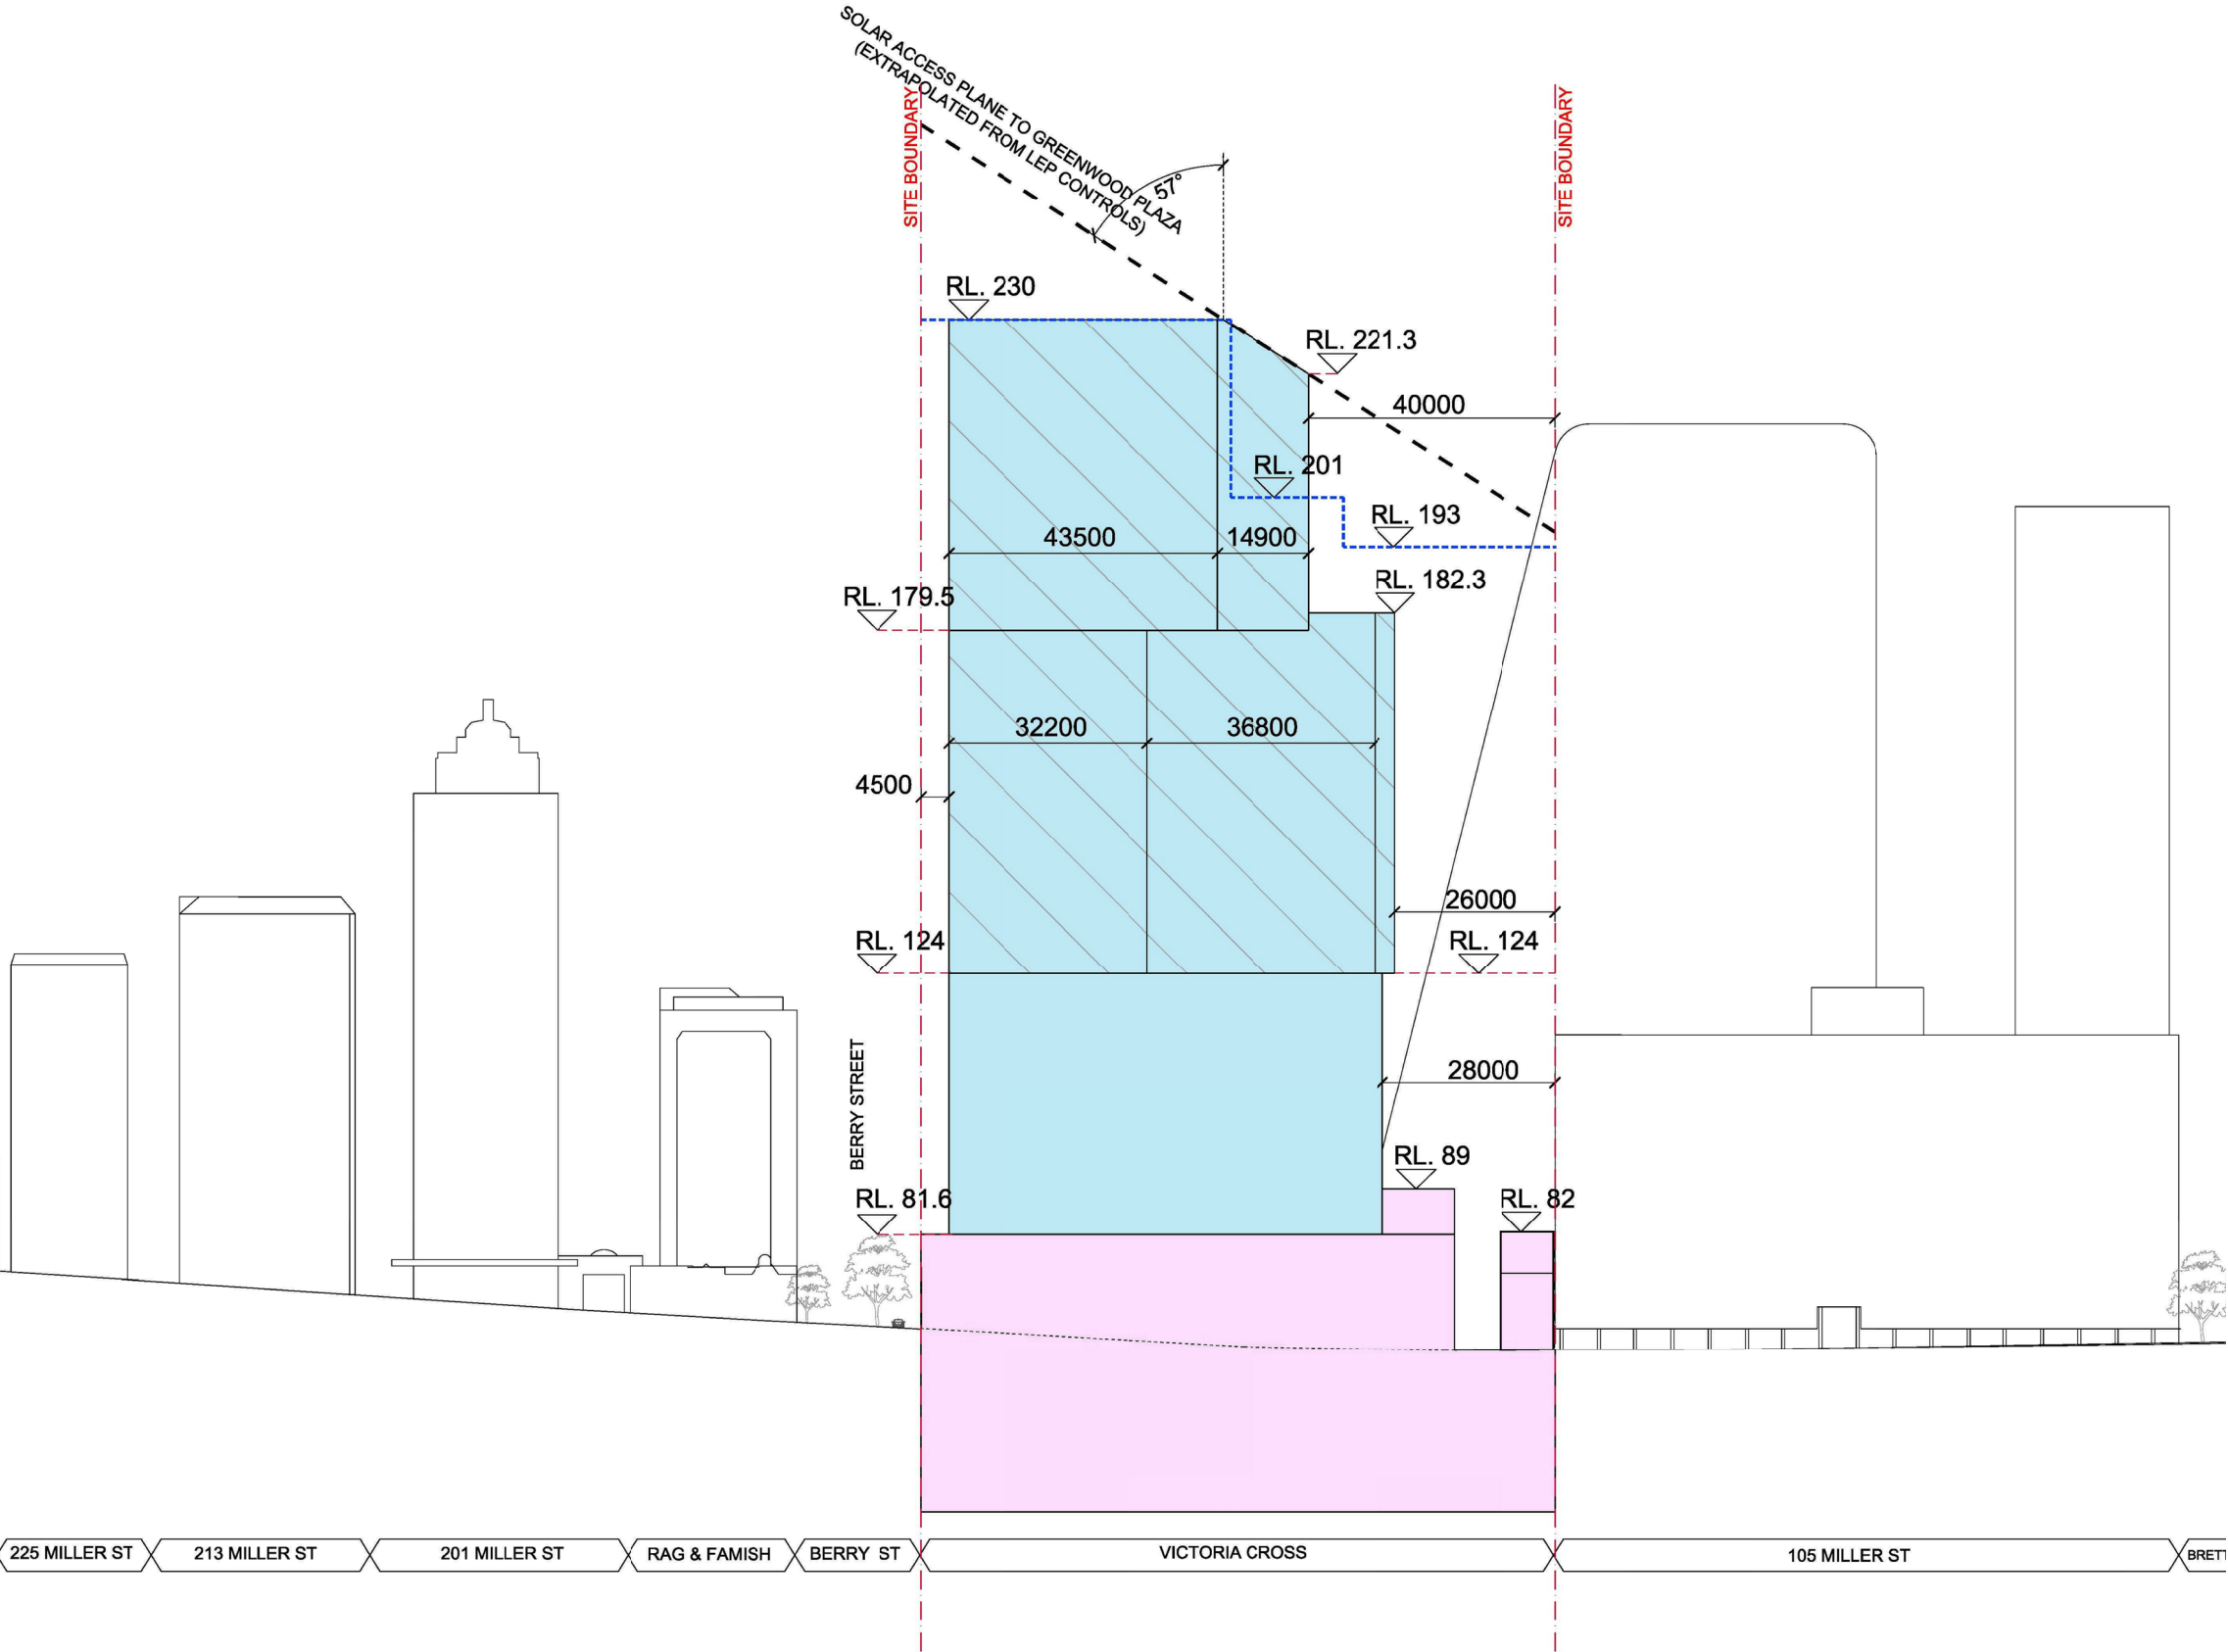 SOLAR ACCESS PLANE TO GREENWOOD PLAZA
(EXTRAPOLATED FROM LEP CONTROLS)
SITE BOUNDARY
SITE BOUNDARY
57°
RL. 230
RL. 221.3
40000
RL. 201
RL. 193
43500
14900
RL. 179.5
RL. 182.3
32200
36800
4500
26000
RL. 124
RL. 124
28000
BERRY STREET
RL. 89
RL. 81.6
RL. 82
225 MILLER ST
213 MILLER ST
201 MILLER ST
RAG & FAMISH
BERRY ST
VICTORIA CROSS
105 MILLER ST
BRETT